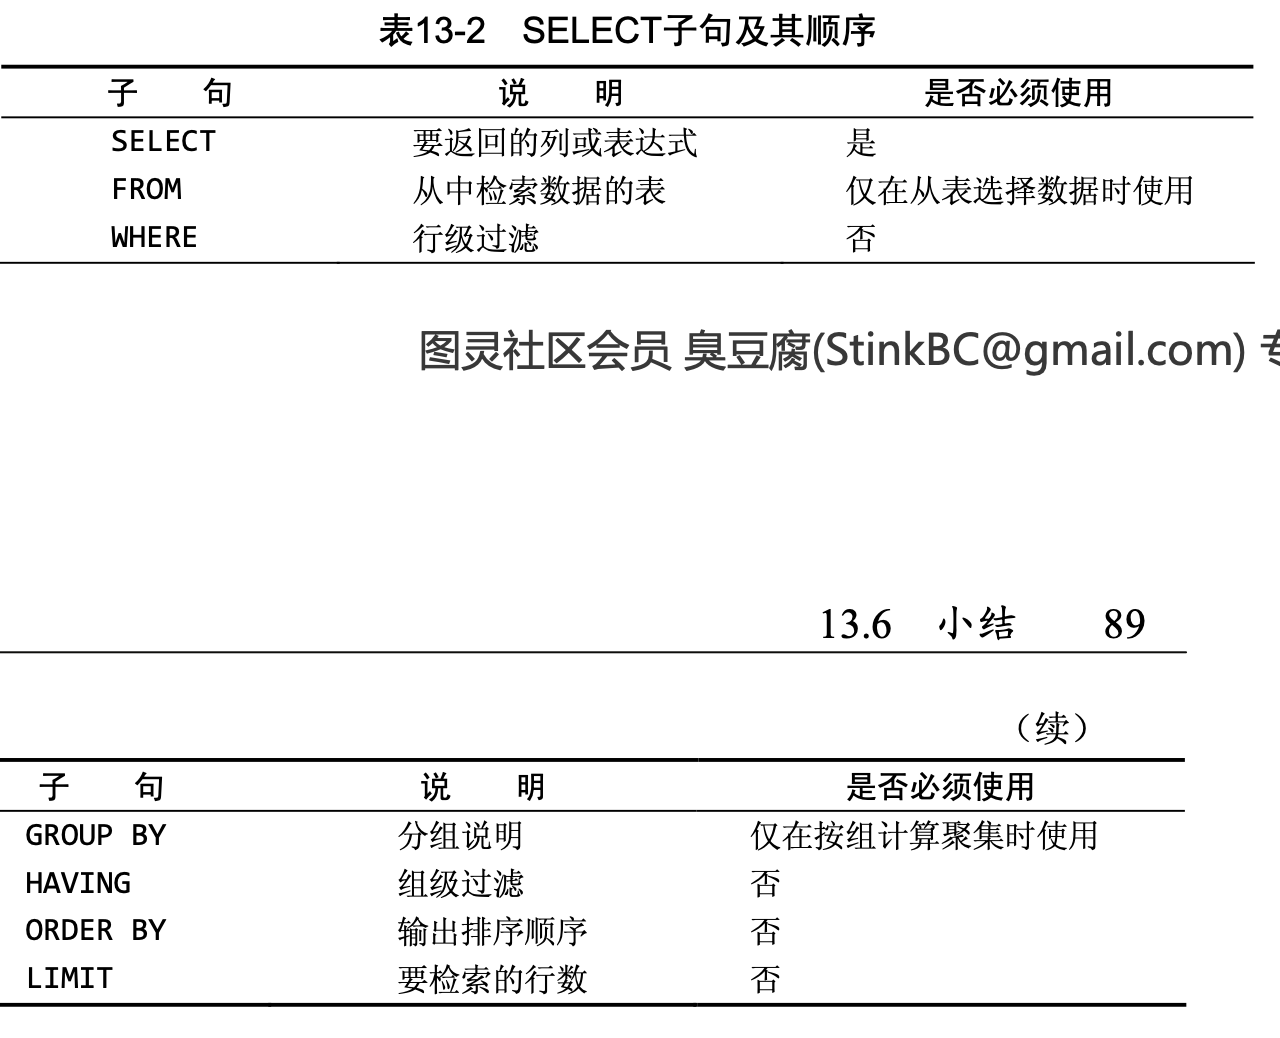 表13-2 SELECT子句及其顺序
子 句 说 明 是否必须使用
SELECT 要返回的列或表达式 是
FROM 从中检索数据的表 仅在从表选择数据时使用
WHERE 行级过滤 否
图灵社区会员 臭豆腐(StinkBC@gmail.com)
13.6 小结 89
（续）
子 句 说 明 是否必须使用
GROUP BY 分组说明 仅在按组计算聚集时使用
HAVING 组级过滤 否
ORDER BY 输出排序顺序 否
LIMIT 要检索的行数 否